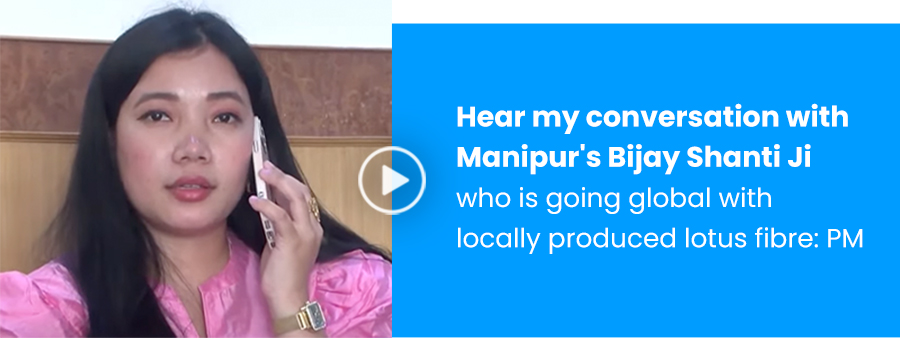 Hear my conversation with
Manipur's Bijay Shanti Ji
who is going global with
locally produced lotus fibre: PM